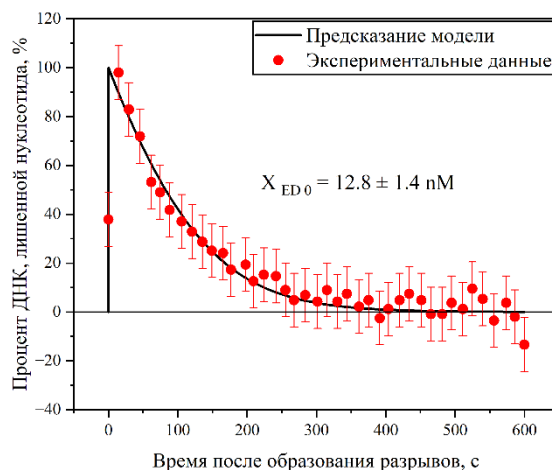 Процент ДНК, лишенной нуклеотида, %
120
100
80
60
40
20
0
−20
−40
Предсказание модели
Экспериментальные данные
X ED 0 = 12.8 ± 1.4 nM
0 100 200 300 400 500 600
Время после образования разрывов, с